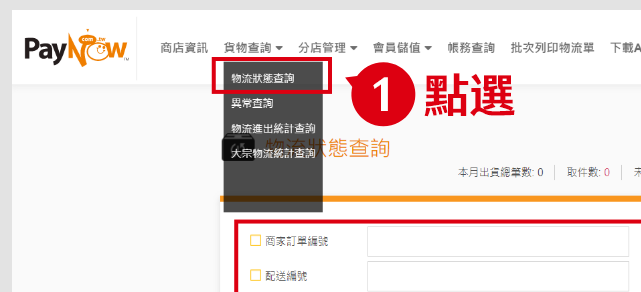 PayNow
com.tw
TM
商店資訊 貨物查詢 分店管理 會員儲值 帳務查詢 批次列印物流單 下載A
物流狀態查詢
1 點選
異常查詢
物流進出統計查詢
物流狀態查詢
大宗物流統計查詢
本月出貨總筆數: 0 取件數: 0 未
商家訂單編號
配送編號